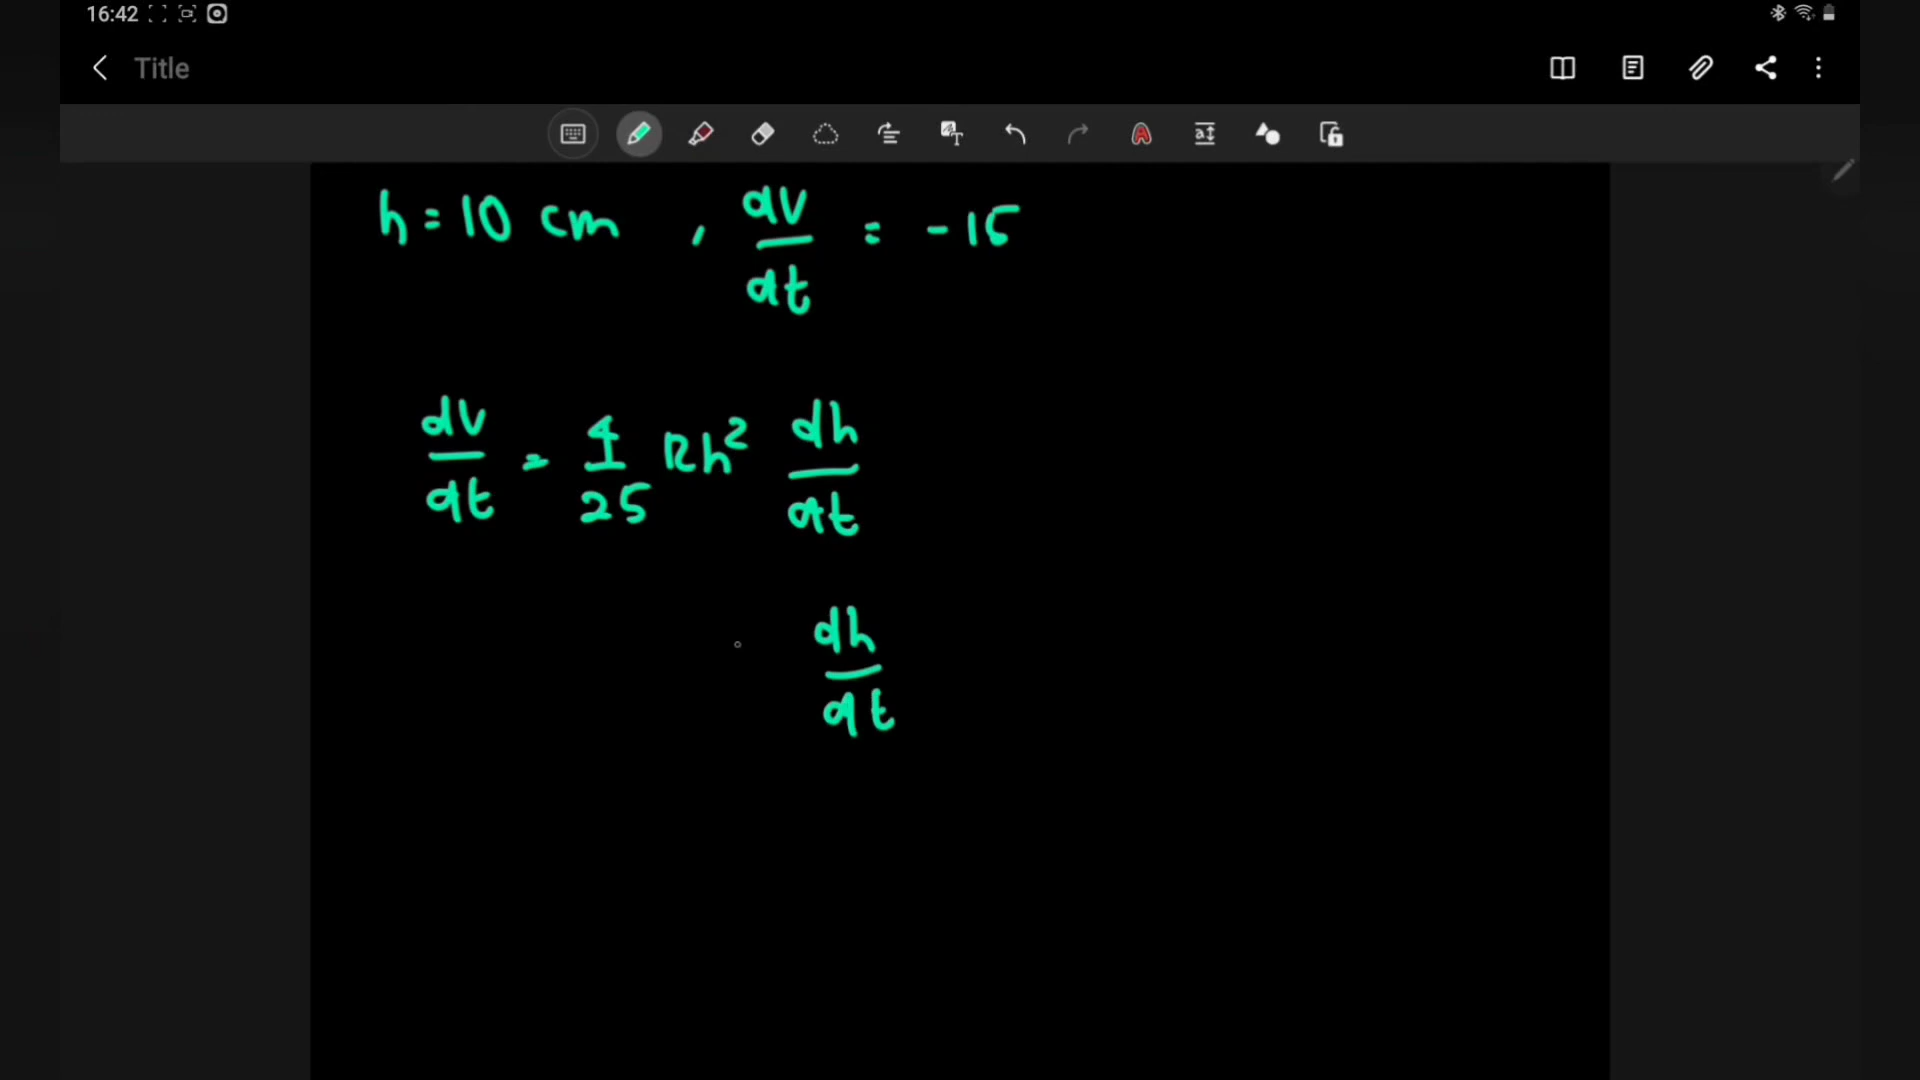 16:42
Title
h = 10 cm , dV/dt = -15
dV/dt = 4/25 πh² dh/dt
dh/dt